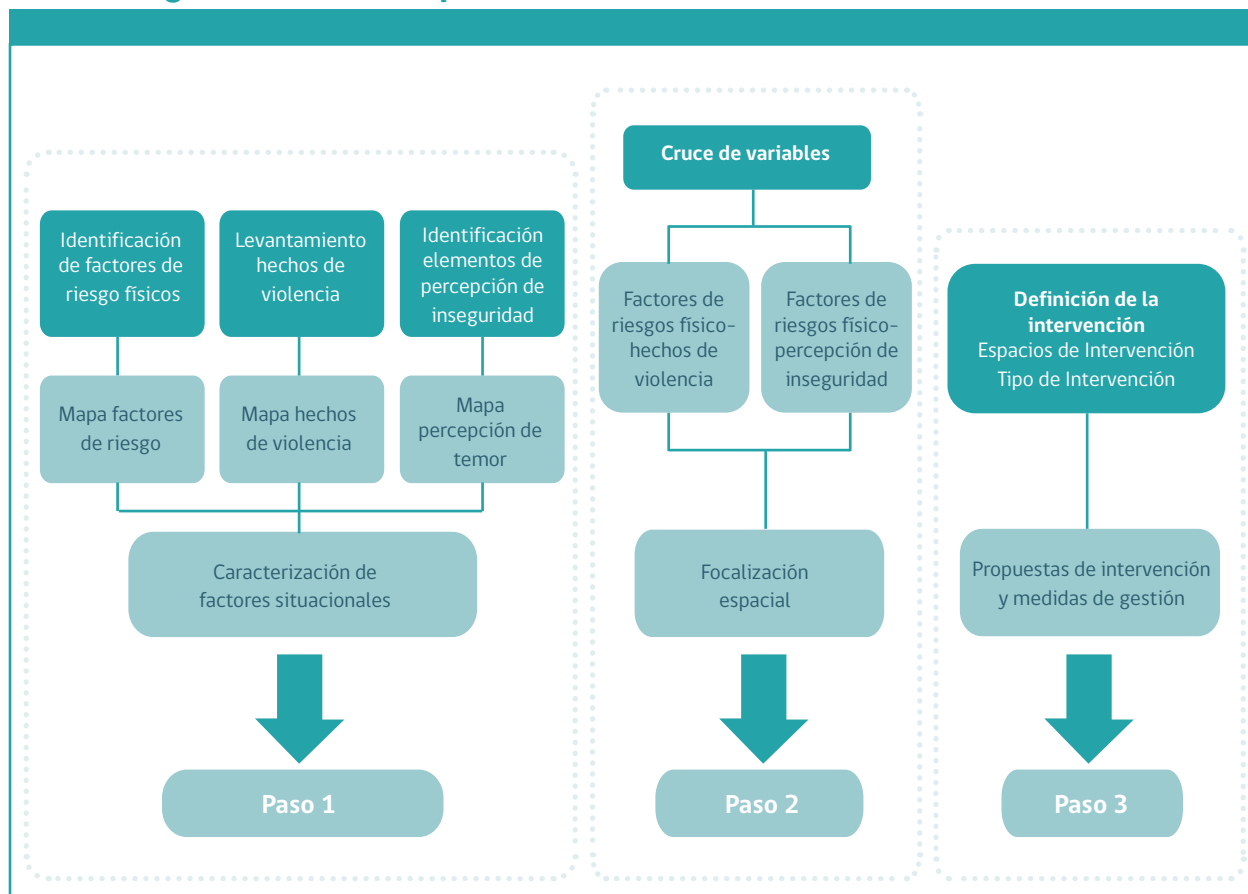 Identificación
de factores de
riesgo físicos
Levantamiento
hechos de
violencia
Identificación
elementos de
percepción de
inseguridad
Mapa factores
de riesgo
Mapa hechos
de violencia
Mapa
percepción de
temor
Caracterización de
factores situacionales
Paso 1
Cruce de variables
Factores de
riesgos físico-
hechos de
violencia
Factores de
riesgos físico-
percepción de
inseguridad
Focalización
espacial
Paso 2
Definición de la
intervención
Espacios de Intervención
Tipo de Intervención
Propuestas de intervención
y medidas de gestión
Paso 3